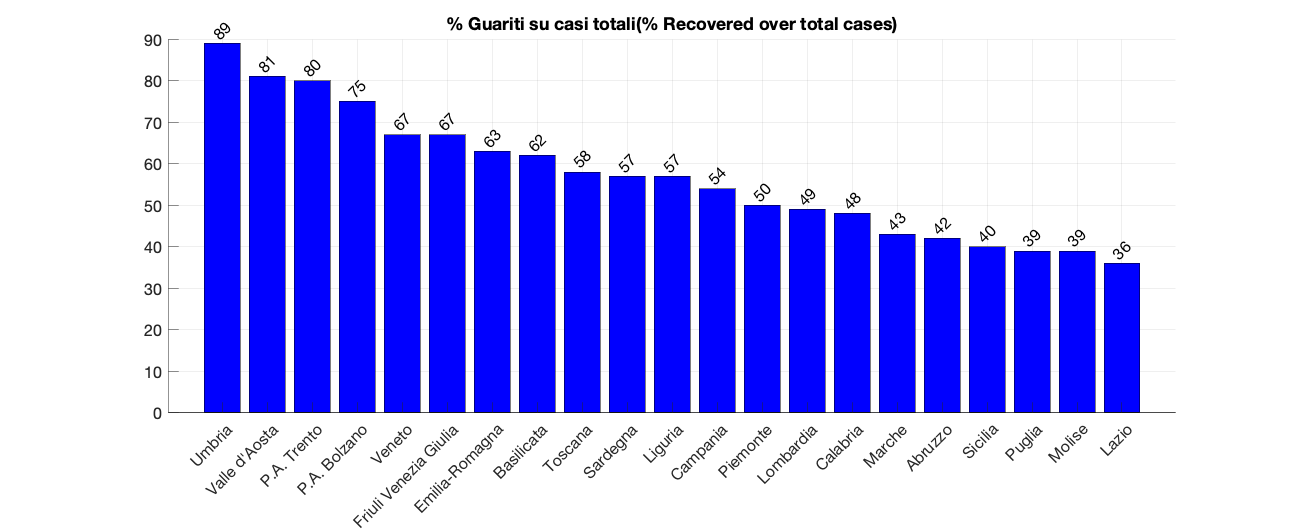 % Guariti su casi totali(% Recovered over total cases)
90
80
70
60
50
40
30
20
10
0
89
81
80
75
67
67
63
62
58
57
57
54
50
49
48
43
42
40
39
39
36
Umbria
Valle d'Aosta
P.A. Trento
P.A. Bolzano
Veneto
Friuli Venezia Giulia
Emilia-Romagna
Basilicata
Toscana
Sardegna
Liguria
Campania
Piemonte
Lombardia
Calabria
Marche
Abruzzo
Sicilia
Puglia
Molise
Lazio